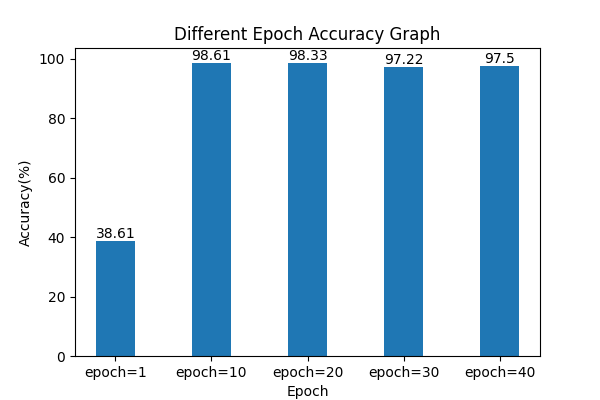 Different Epoch Accuracy Graph
98.61 98.33 97.22 97.5
38.61
100
80
60
40
20
0
Accuracy(%)
epoch=1 epoch=10 epoch=20 epoch=30 epoch=40
Epoch